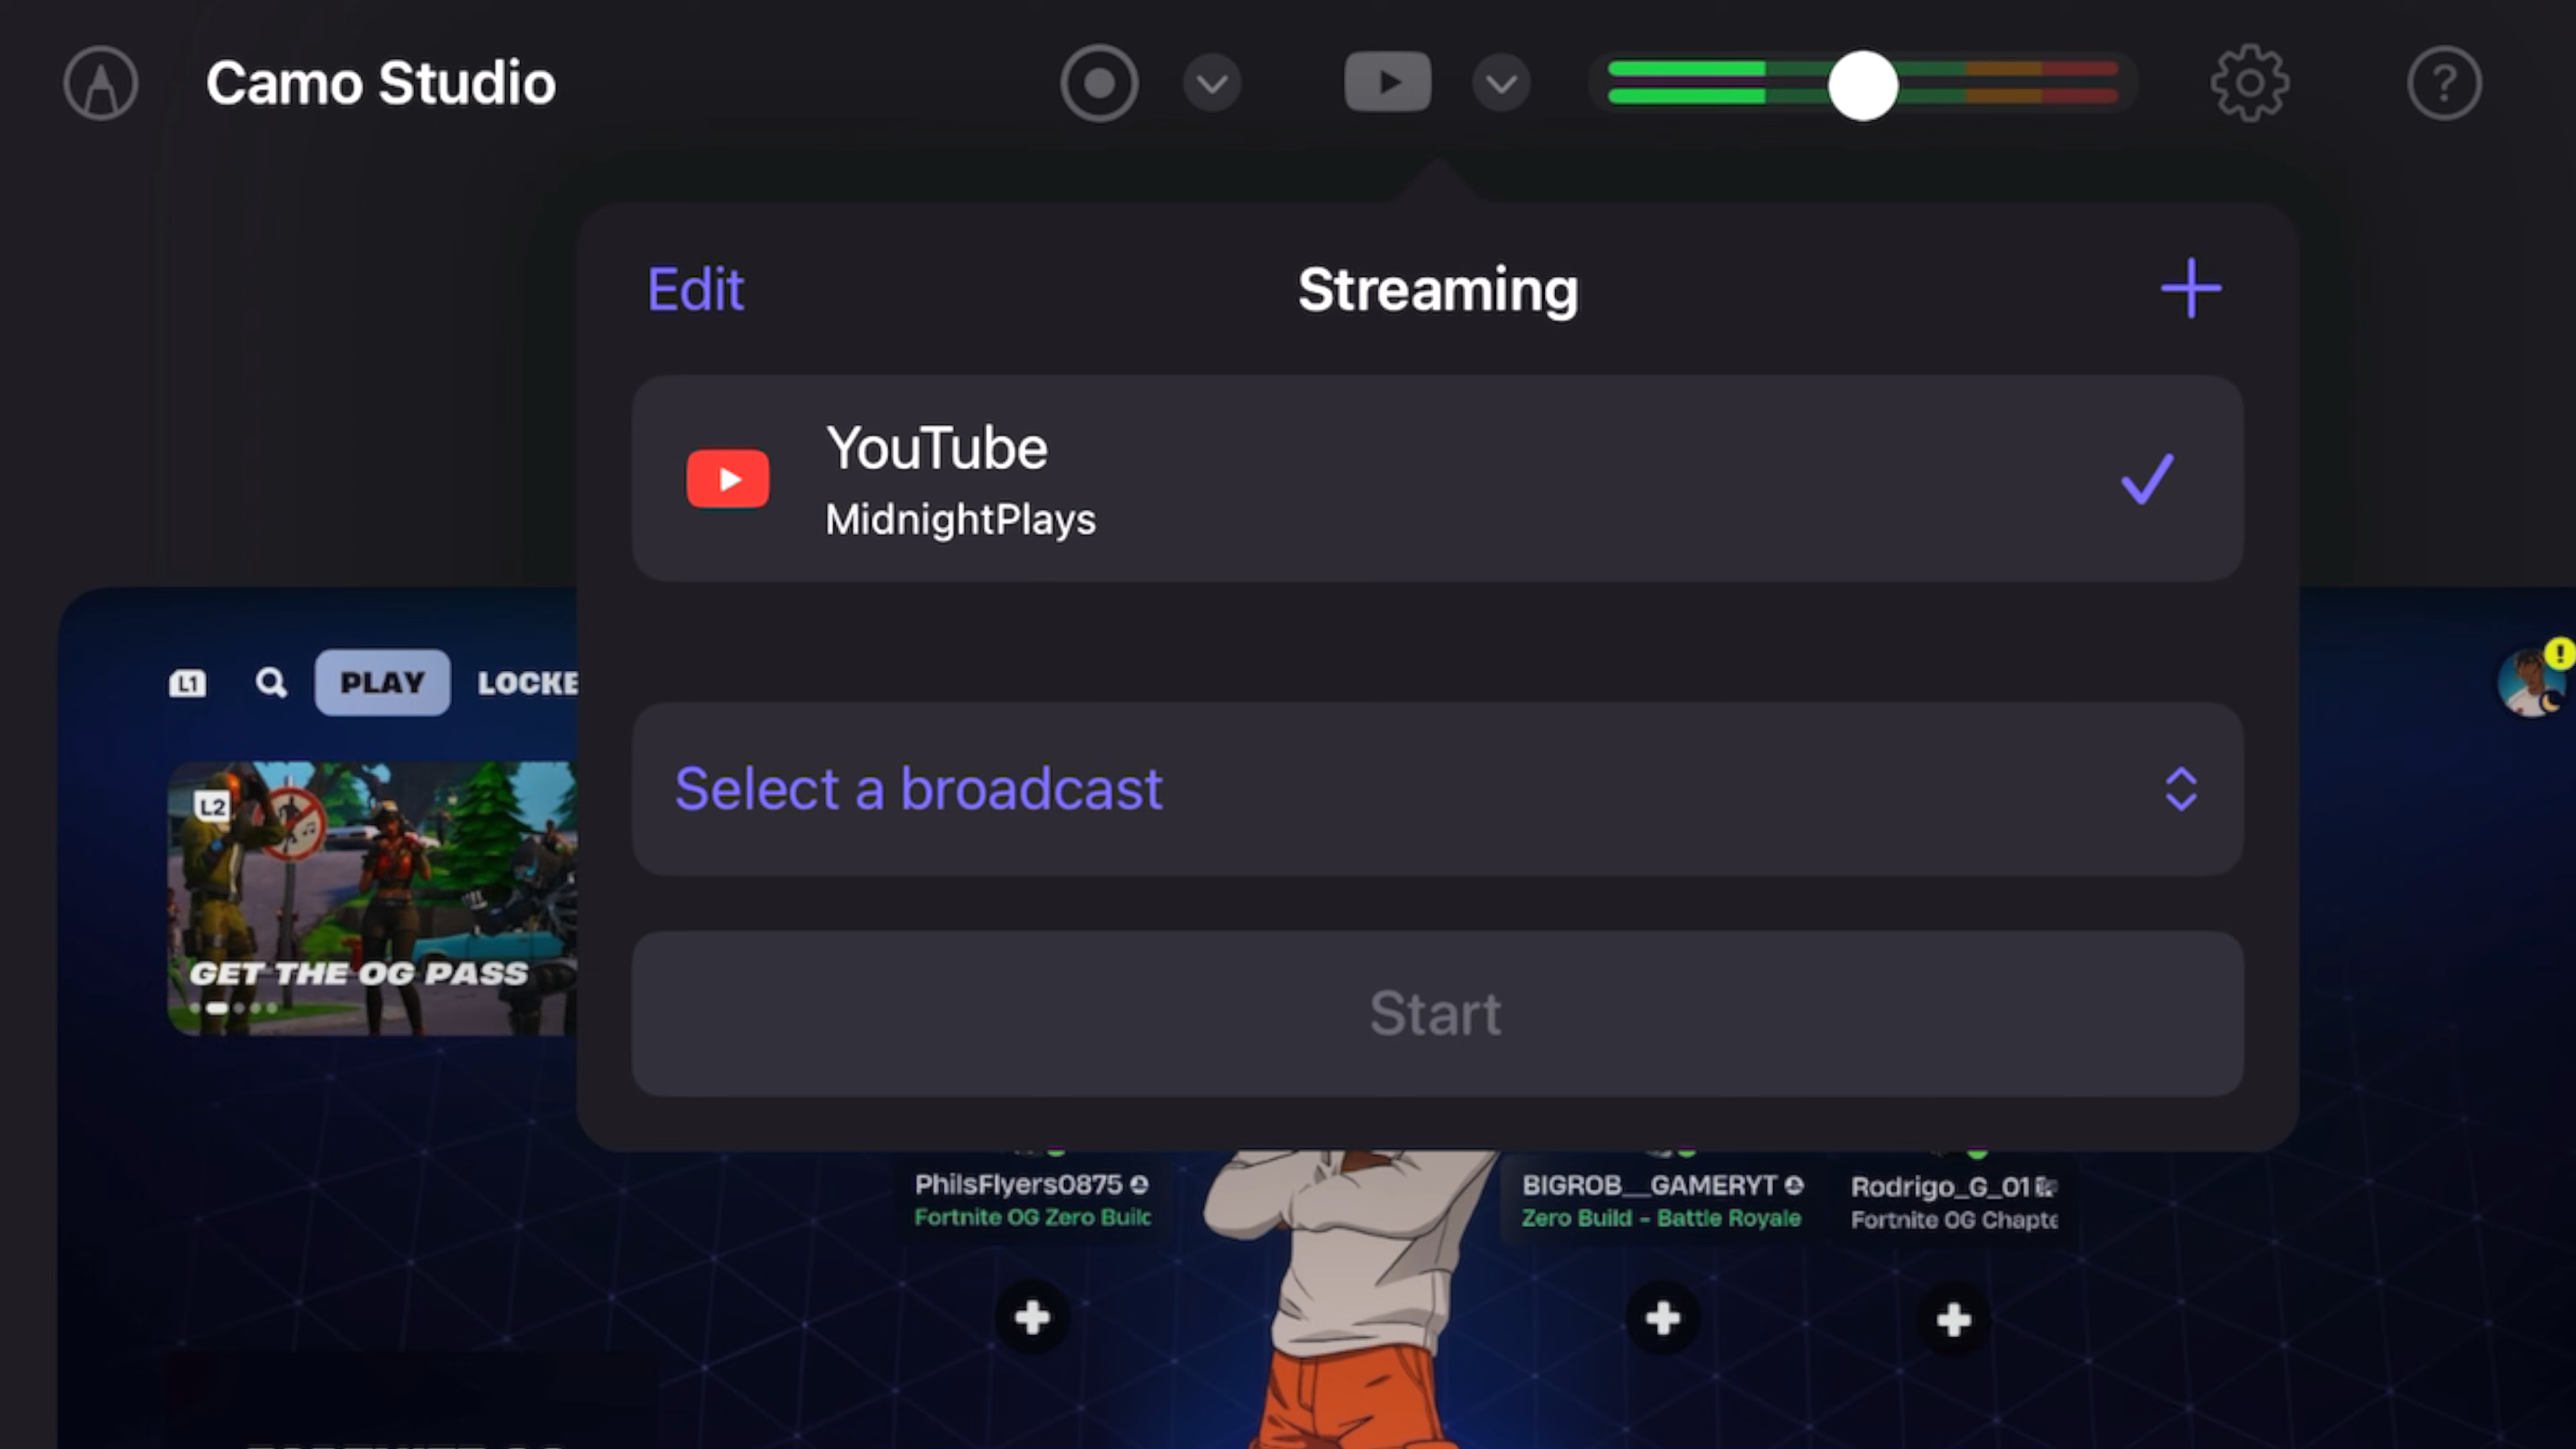 Camo Studio
?
Edit
Streaming
YouTube
MidnightPlays
Select a broadcast
Start
L1
PLAY
LOCKE
!
L2
GET THE OG PASS
PhilsFlyers0875
Fortnite OG Zero Builc
BIGROB__GAMERYT
Zero Build - Battle Royale
Rodrigo_G_01
Fortnite OG Chapte